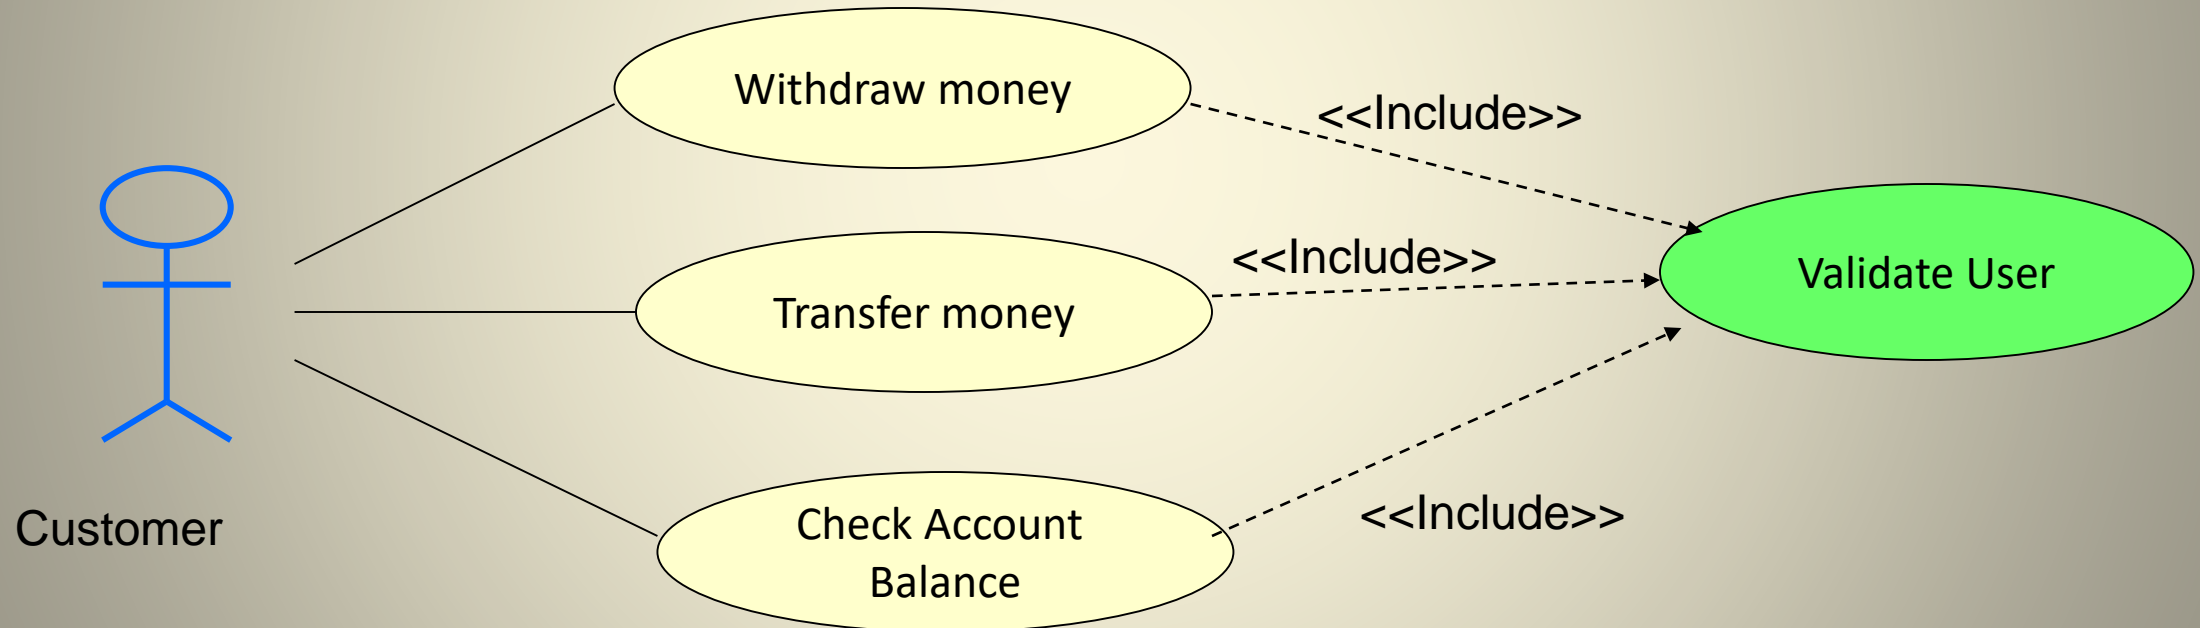 Withdraw money
<<Include>>
<<Include>>
Validate User
Transfer money
Check Account
Balance
<<Include>>
Customer